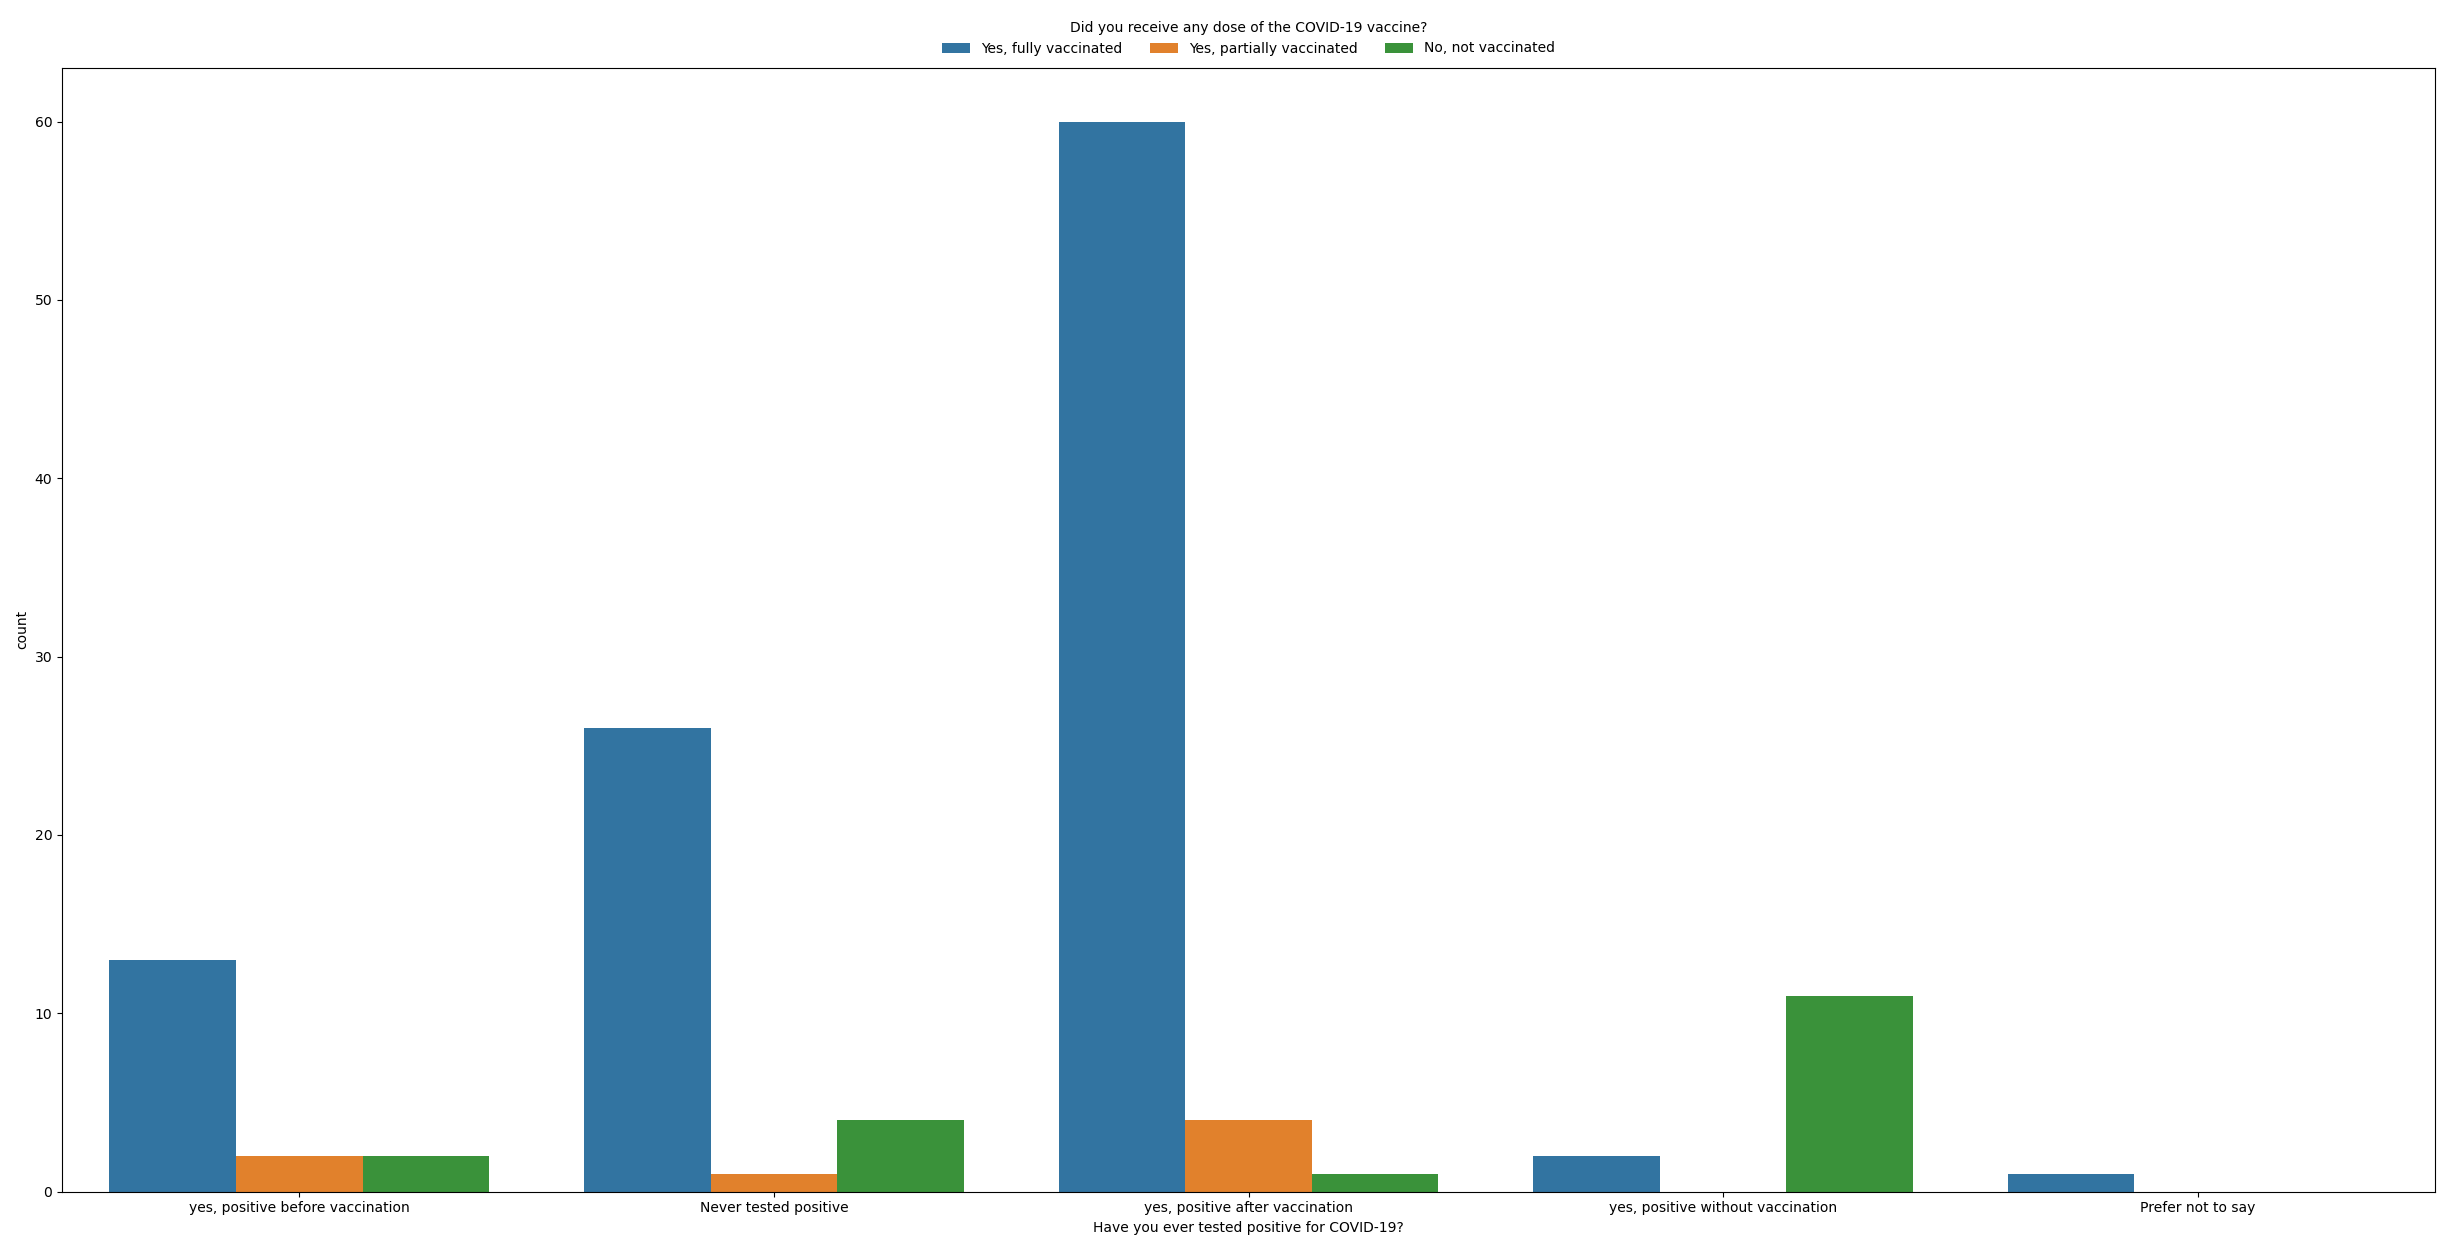 Did you receive any dose of the COVID-19 vaccine?
Yes, fully vaccinated Yes, partially vaccinated No, not vaccinated
60
50
40
30
20
10
0
count
yes, positive before vaccination Never tested positive yes, positive after vaccination yes, positive without vaccination Prefer not to say
Have you ever tested positive for COVID-19?